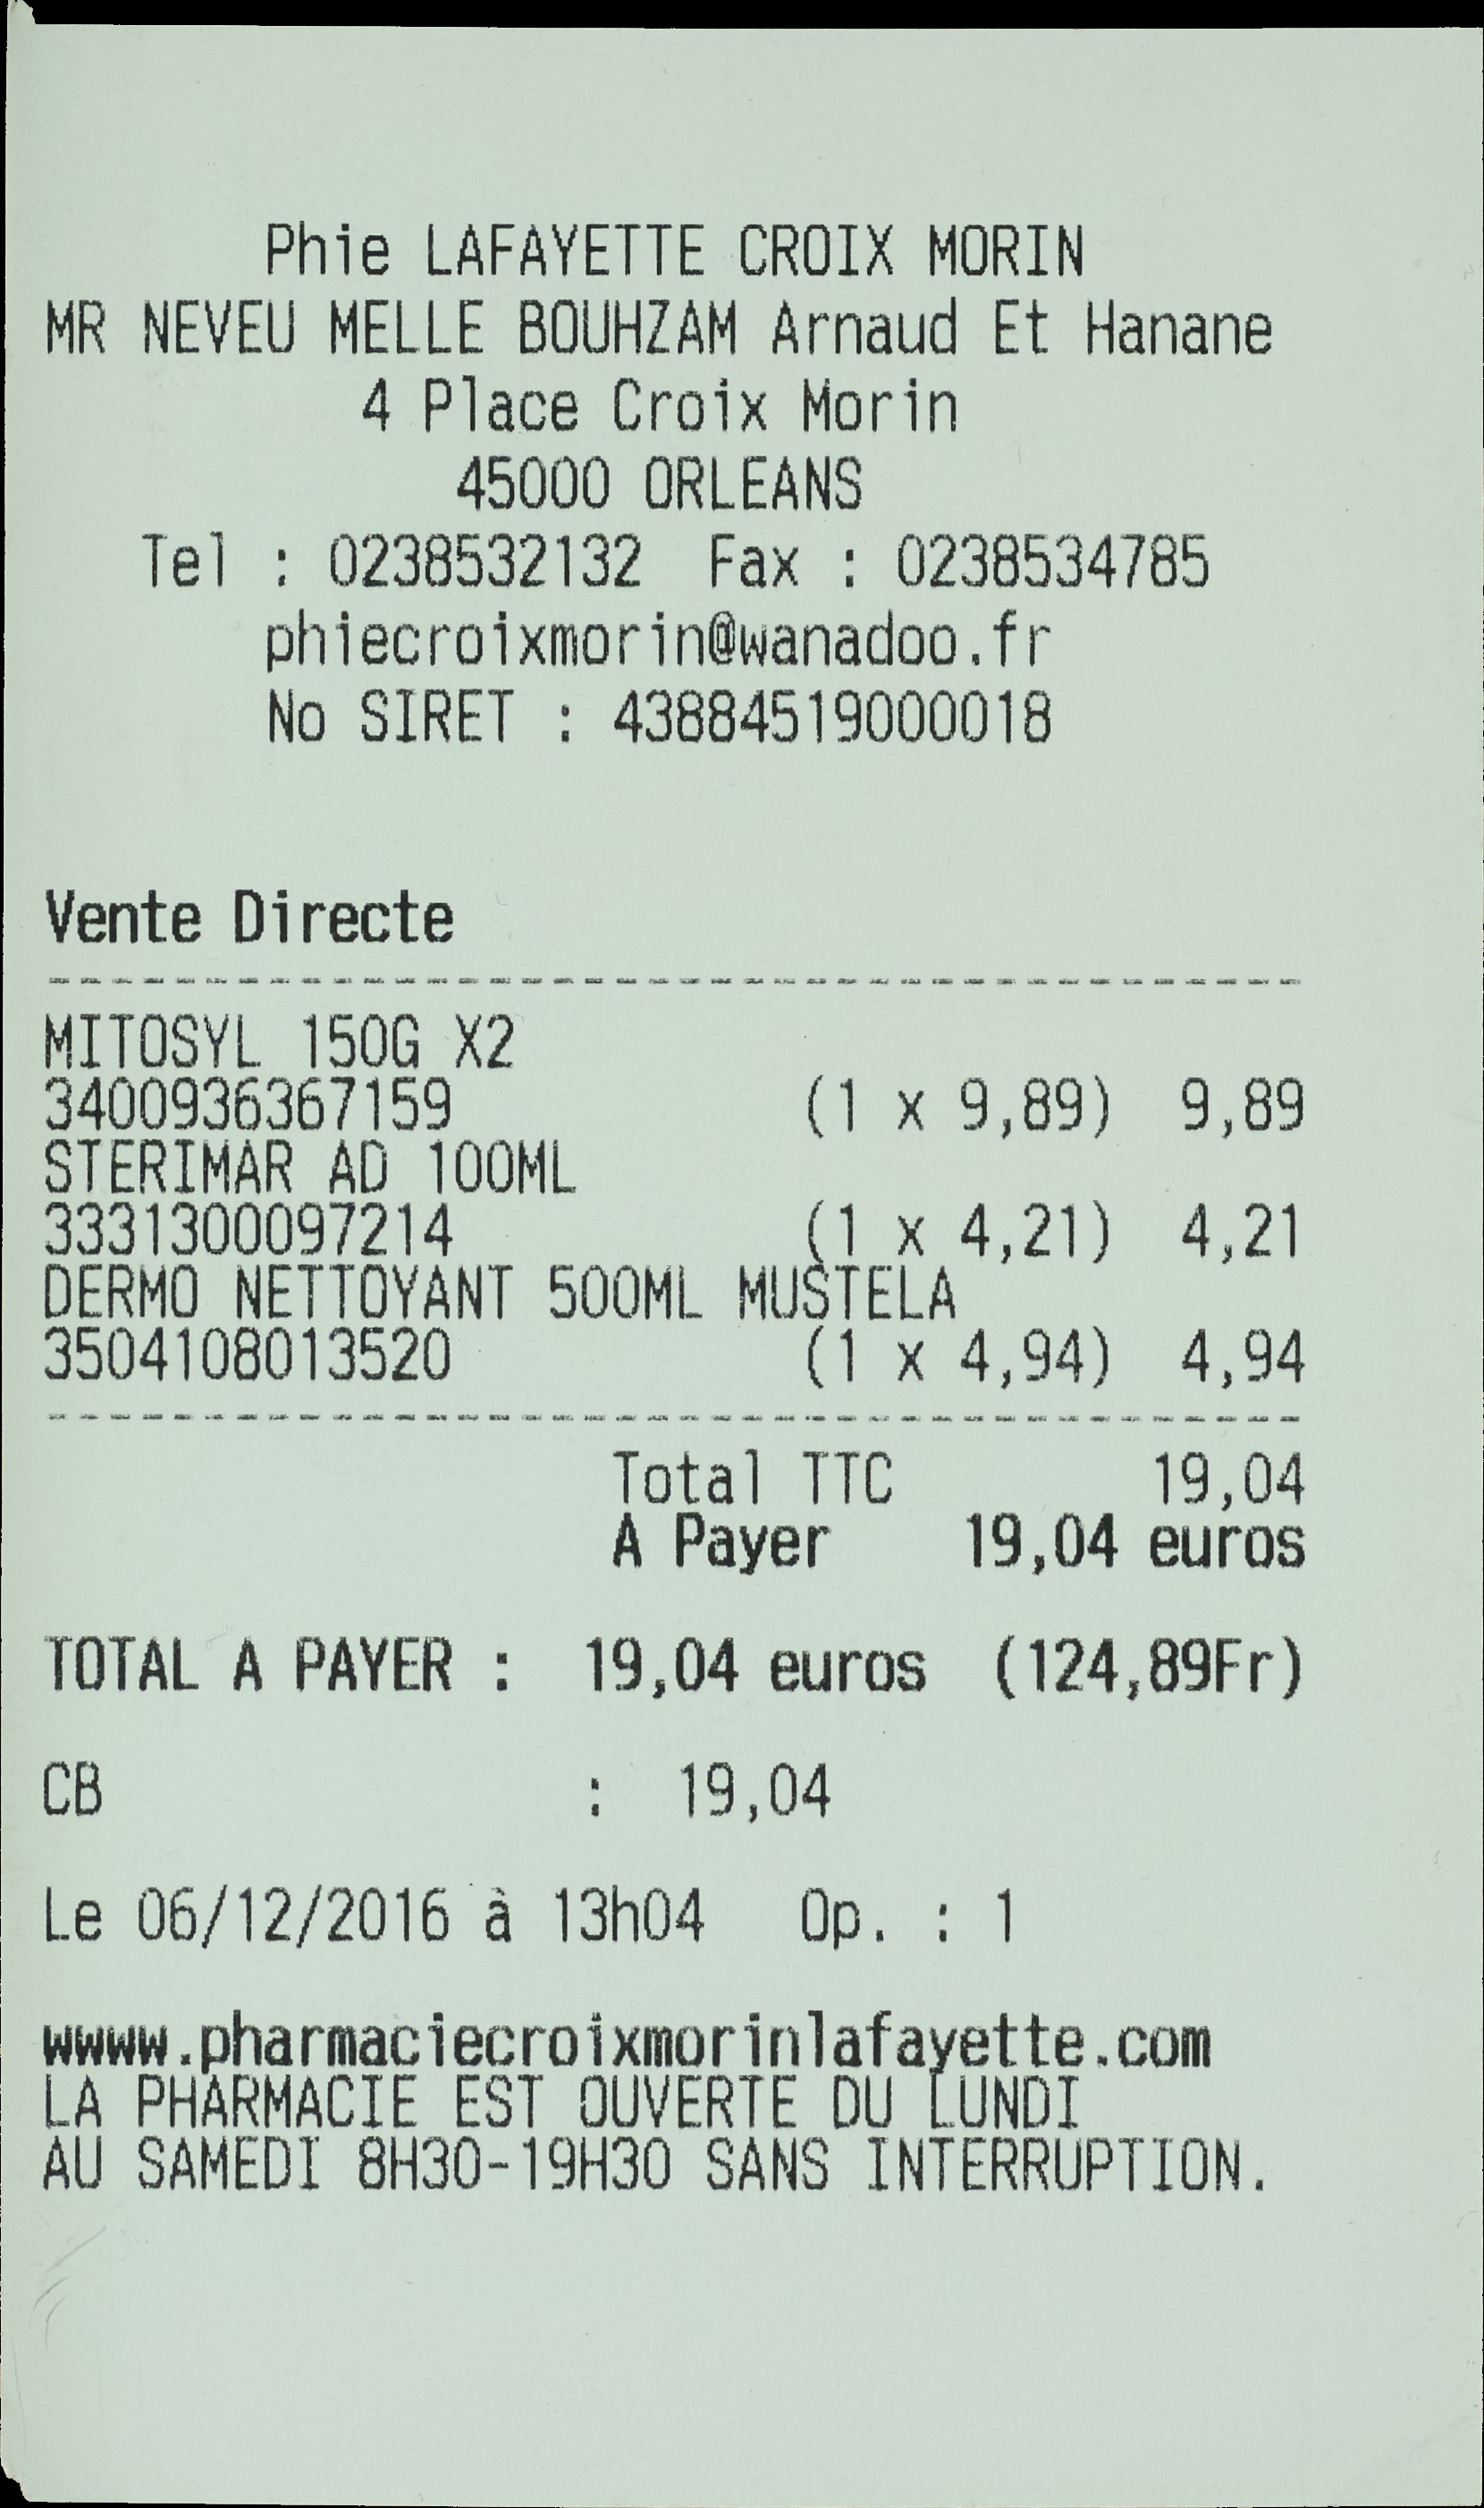 Phie LAFAYETTE CROIX MORIN
MR NEVEU MELLE BOUHZAM Arnaud Et Hanane
4 Place Croix Morin
45000 ORLEANS
Tel : 0238532132 Fax : 0238534785
phiecroixmorin@wanadoo.fr
No SIRET : 43884519000018
Vente Directe
----------------------------------------
MITOSYL 150G X2
3400936367159 (1 x 9,89) 9,89
STERIMAR AD 100ML
3331300097214 (1 x 4,21) 4,21
DERMO NETTOYANT 500ML MUSTELA
3504108013520 (1 x 4,94) 4,94
----------------------------------------
Total TTC 19,04
A Payer 19,04 euros
TOTAL A PAYER : 19,04 euros (124,89Fr)
CB : 19,04
Le 06/12/2016 à 13h04 Op. : 1
wwww.pharmaciecroixmorinlafayette.com
LA PHARMACIE EST OUVERTE DU LUNDI
AU SAMEDI 8H30-19H30 SANS INTERRUPTION.